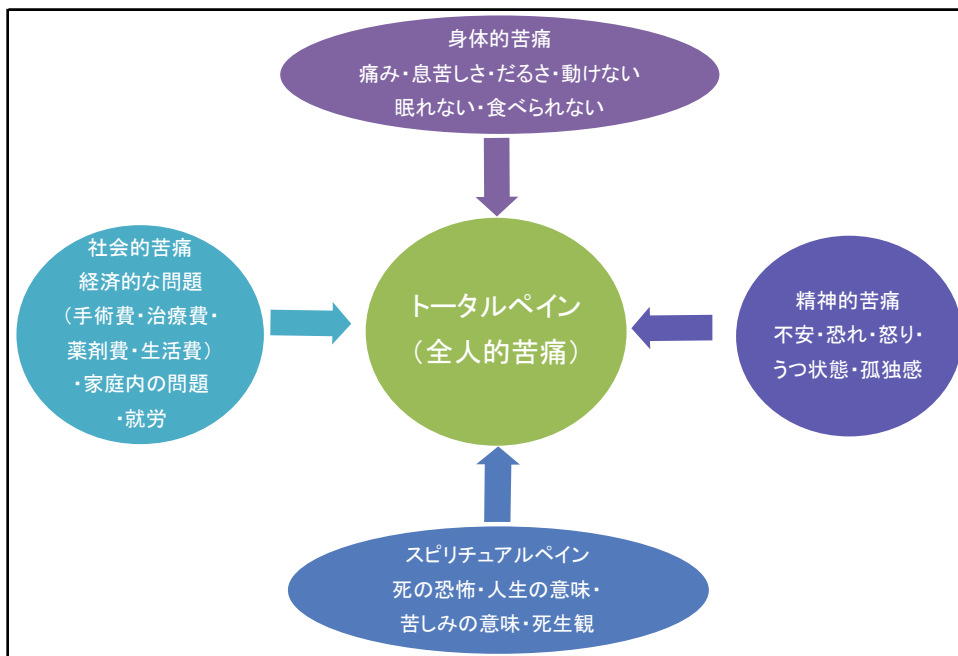 身体的苦痛
痛み・息苦しさ・だるさ・動けない
眠れない・食べられない
社会的苦痛
経済的な問題
(手術費・治療費・
薬剤費・生活費)
・家庭内の問題
・就労
トータルペイン
(全人的苦痛)
精神的苦痛
不安・恐れ・怒り・
うつ状態・孤独感
スピリチュアルペイン
死の恐怖・人生の意味・
苦しみの意味・死生観